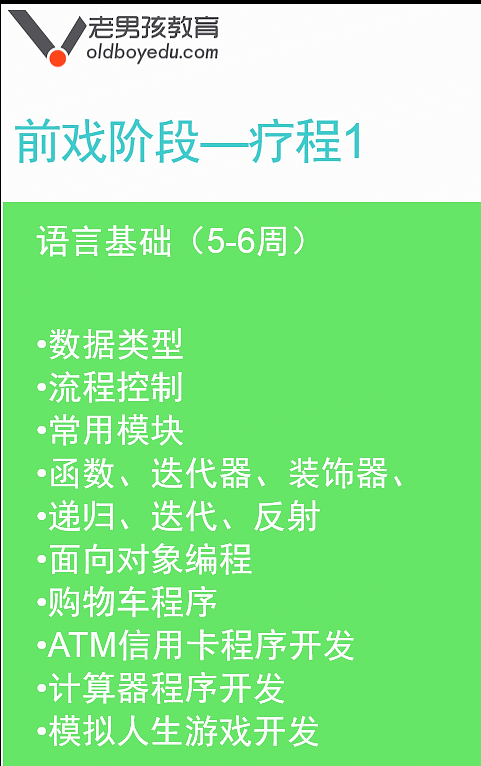 老男孩教育
oldboyedu.com
前戏阶段—疗程1
语言基础（5-6周）
•数据类型
•流程控制
•常用模块
•函数、迭代器、装饰器、
•递归、迭代、反射
•面向对象编程
•购物车程序
•ATM信用卡程序开发
•计算器程序开发
•模拟人生游戏开发